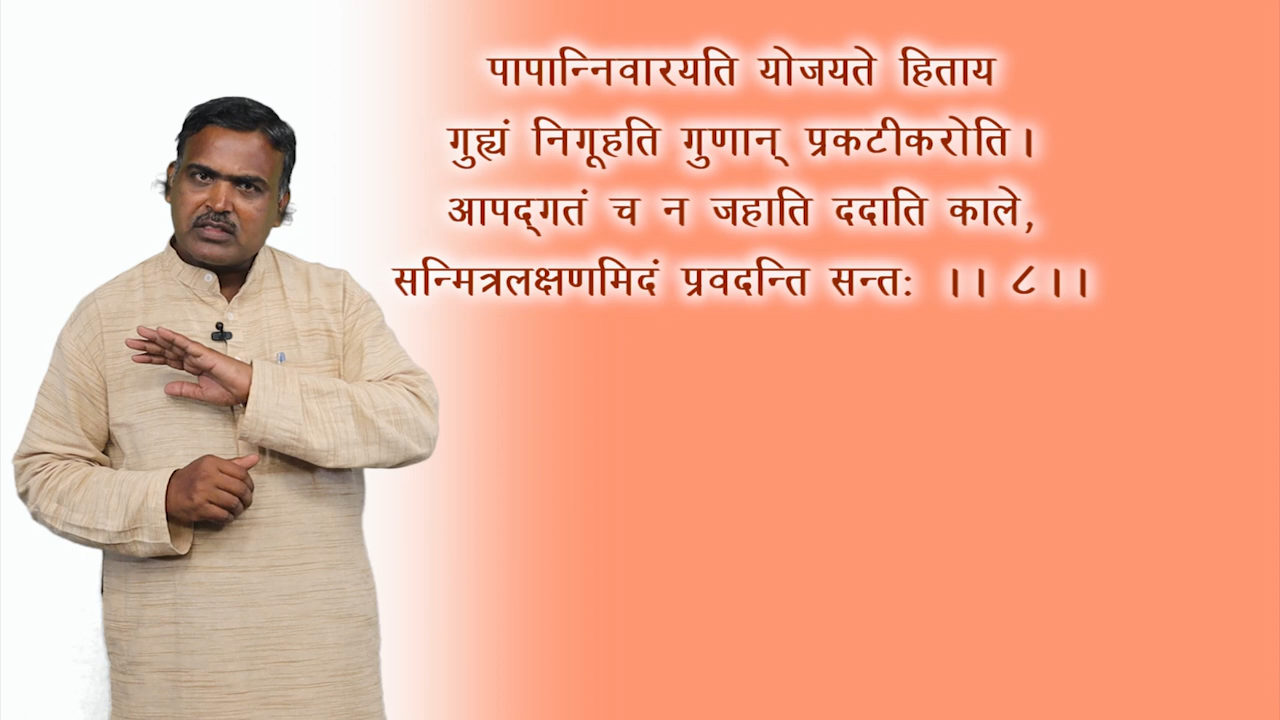 पापान्निवारयति योजयते हिताय
गुह्यं निगूहति गुणान् प्रकटीकरोति।
आपद्‌गतं च न जहाति ददाति काले,
सन्मित्रलक्षणमिदं प्रवदन्ति सन्तः ।। ८।।